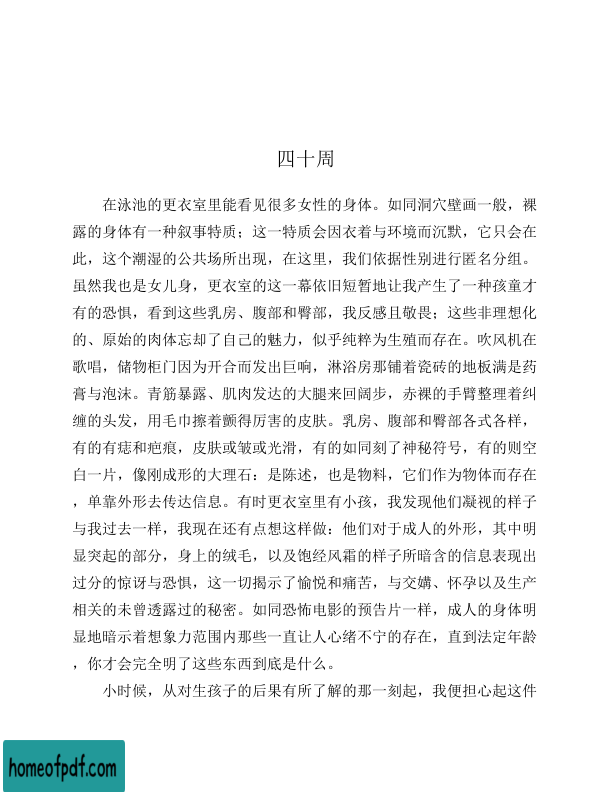 四十周
在泳池的更衣室里能看见很多女性的身体。如同洞穴壁画一般，裸
露的身体有一种叙事特质；这一特质会因衣着与环境而沉默，它只会在
此，这个潮湿的公共场所出现，在这里，我们依据性别进行匿名分组。
虽然我也是女儿身，更衣室的这一幕依旧短暂地让我产生了一种孩童才
有的恐惧，看到这些乳房、腹部和臀部，我反感且敬畏；这些非理想化
的、原始的肉体忘却了自己的魅力，似乎纯粹为生殖而存在。吹风机在
歌唱，储物柜门因为开合而发出巨响，淋浴房那铺着瓷砖的地板满是药
膏与泡沫。青筋暴露、肌肉发达的大腿来回阔步，赤裸的手臂整理着纠
缠的头发，用毛巾擦着颤得厉害的皮肤。乳房、腹部和臀部各式各样，
有的有痣和疤痕，皮肤或皱或光滑，有的如同刻了神秘符号，有的则空
白一片，像刚成形的大理石：是陈述，也是物料，它们作为物体而存在
，单靠外形去传达信息。有时更衣室里有小孩，我发现他们凝视的样子
与我过去一样，我现在还有点想这样做：他们对于成人的外形，其中明
显突起的部分，身上的绒毛，以及饱经风霜的样子所暗含的信息表现出
过分的惊讶与恐惧，这一切揭示了愉悦和痛苦，与交媾、怀孕以及生产
相关的未曾透露过的秘密。如同恐怖电影的预告片一样，成人的身体明
显地暗示着想象力范围内那些一直让人心绪不宁的存在，直到法定年龄
，你才会完全明了这些东西到底是什么。
小时候，从对生孩子的后果有所了解的那一刻起，我便担心起这件
homeofpdf.com